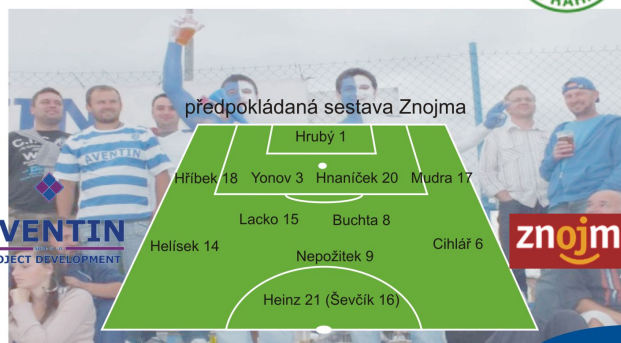 HAIN
předpokládaná sestava Znojma
Hrubý 1
Hříbek 18 Yonov 3 Hnaníček 20 Mudra 17
AVENTIN
Lacko 15 Buchta 8
Helísek 14 Cihlář 6
Nepožitek 9
Heinz 21 (Ševčík 16)
VENTIN
OJECT DEVELOPMENT
znojm